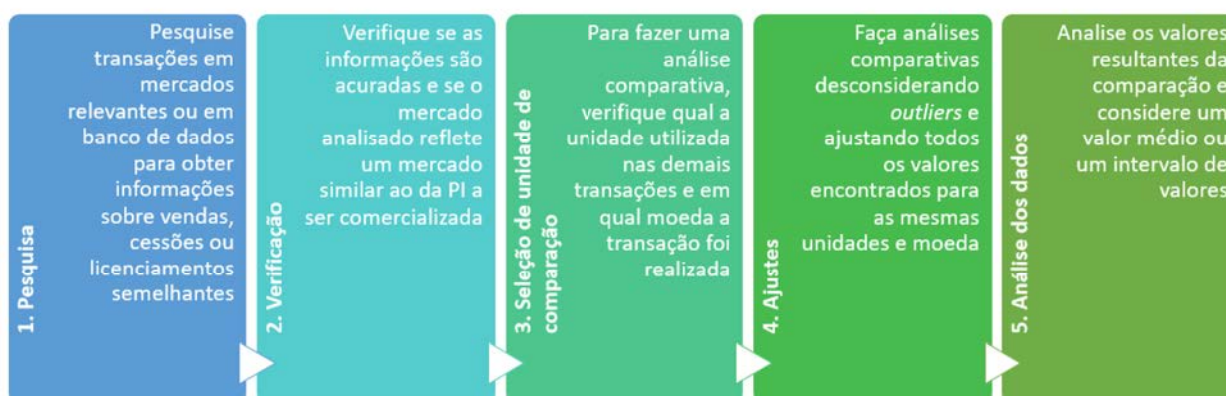 1. Pesquisa
Pesquise
transações em
mercados
relevantes ou em
banco de dados
para obter
informações
sobre vendas,
cessões ou
licenciamentos
semelhantes
2. Verificação
Verifique se as
informações são
acuradas e se o
mercado
analisado reflete
um mercado
similar ao da PI a
ser comercializada
3. Seleção de unidade de
comparação
Para fazer uma
análise
comparativa,
verifique qual a
unidade utilizada
nas demais
transações e em
qual moeda a
transação foi
realizada
4. Ajustes
Faça análises
comparativas
desconsiderando
outliers e
ajustando todos
os valores
encontrados para
as mesmas
unidades e moeda
5. Análise dos dados
Analise os valores
resultantes da
comparação e
considere um
valor médio ou
um intervalo de
valores